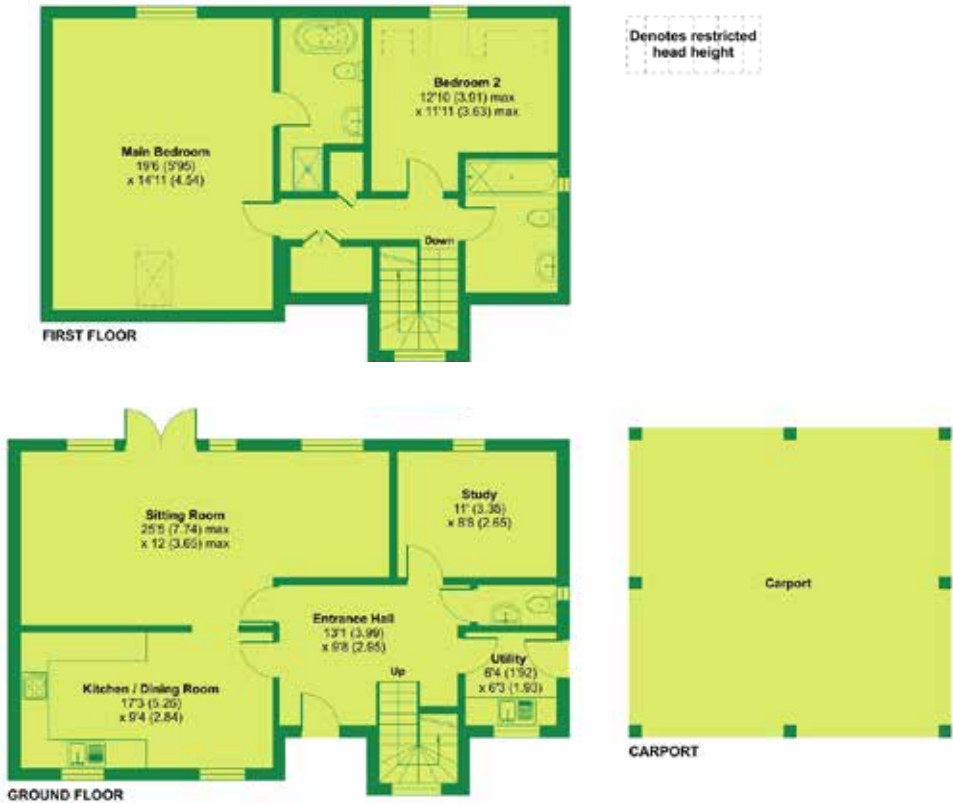 Denotes restricted
head height
Bedroom 2
12'10 (3.91) max
x 11'11 (3.63) max
Main Bedroom
19'6 (5'95)
x 14'11 (4.54)
Down
FIRST FLOOR
Sitting Room
25'5 (7.74) max
x 12 (3.65) max
Study
11' (3.35)
x 8'8 (2.65)
Carport
Entrance Hall
13'1 (3.99)
x 9'8 (2.95)
Up
Utility
6'4 (1'92)
x 6'3 (1.93)
Kitchen / Dining Room
17'3 (5.26)
x 9'4 (2.84)
CARPORT
GROUND FLOOR